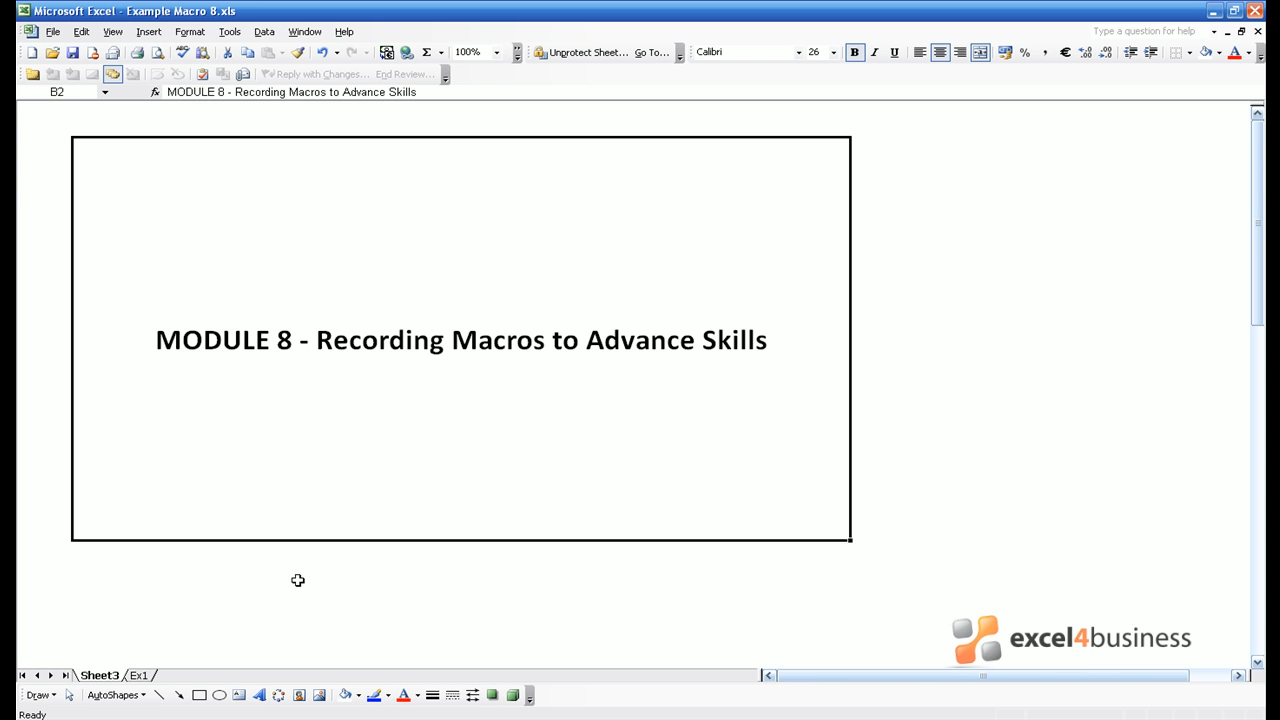 Microsoft Excel - Example Macro 8.xls
File Edit View Insert Format Tools Data Window Help Type a question for help
Σ 100% Unprotect Sheet... Go To... Calibri 26 B I U % , €
Reply with Changes... End Review...
B2 fx MODULE 8 - Recording Macros to Advance Skills
MODULE 8 - Recording Macros to Advance Skills
excel4business
Sheet3 Ex1
Draw AutoShapes A A
Ready